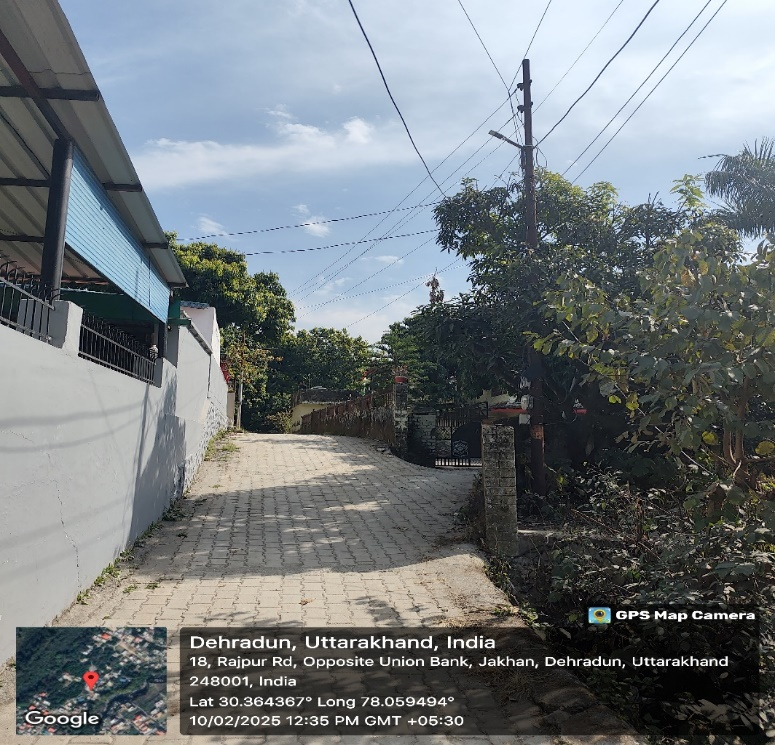 GPS Map Camera
Dehradun, Uttarakhand, India
18, Rajpur Rd, Opposite Union Bank, Jakhan, Dehradun, Uttarakhand
248001, India
Lat 30.364367° Long 78.059494°
10/02/2025 12:35 PM GMT +05:30
Google